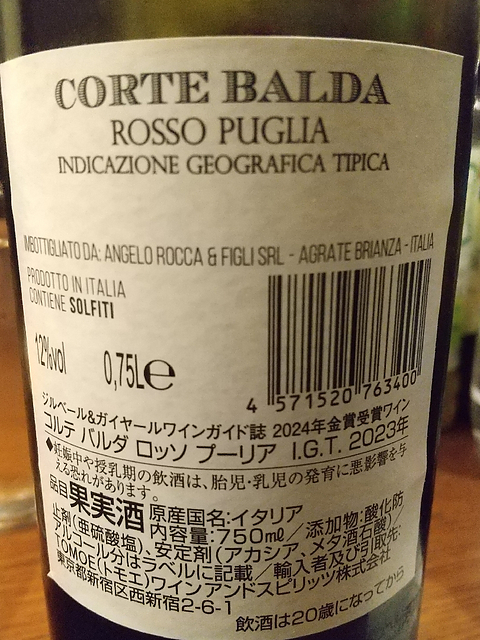 CORTE BALDA
ROSSO PUGLIA
INDICAZIONE GEOGRAFICA TIPICA
IMBOTTIGLIATO DA: ANGELO ROCCA & FIGLI SRL - AGRATE BRIANZA - ITALIA
PRODOTTO IN ITALIA
CONTIENE SOLFITI
12%vol 0,75L℮
4 571520 763400
ジルベール&ガイヤールワインガイド誌 2024年金賞受賞ワイン
コルテ バルダ ロッソ プーリア I.G.T. 2023年
◆妊娠中や授乳期の飲酒は、胎児・乳児の発育に悪影響を与
える恐れがあります。
品目果実酒 原産国名:イタリア
内容量:750mℓ/添加物:酸化防
止剤(亜硫酸塩)、安定剤(アカシア、メタ酒石酸)/
アルコール分はラベルに記載/輸入者及び引取先:
TOMOE(トモエ)ワインアンドスピリッツ株式会社
東京都新宿区西新宿2-6-1
飲酒は20歳になってから